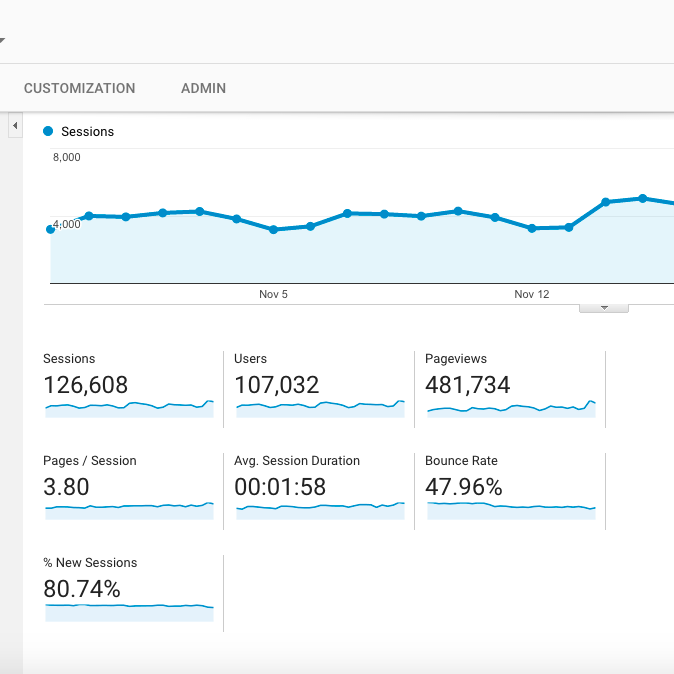 CUSTOMIZATION ADMIN
Sessions
8,000
4,000
Nov 5 Nov 12
Sessions Users Pageviews
126,608 107,032 481,734
Pages / Session Avg. Session Duration Bounce Rate
3.80 00:01:58 47.96%
% New Sessions
80.74%